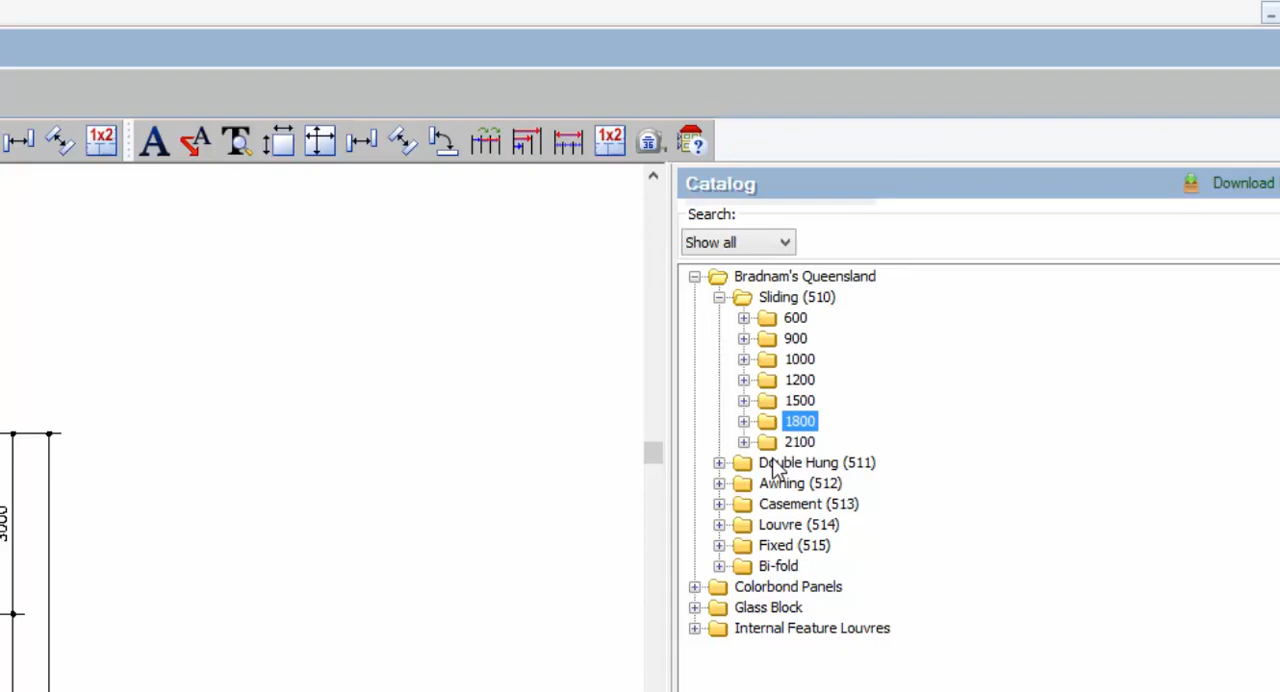 1x2
A
A
T
1x2
36
?
Catalog
Download
Search:
Show all
Bradnam's Queensland
Sliding (510)
600
900
1000
1200
1500
1800
2100
Double Hung (511)
Awning (512)
Casement (513)
Louvre (514)
Fixed (515)
Bi-fold
Colorbond Panels
Glass Block
Internal Feature Louvres
3000